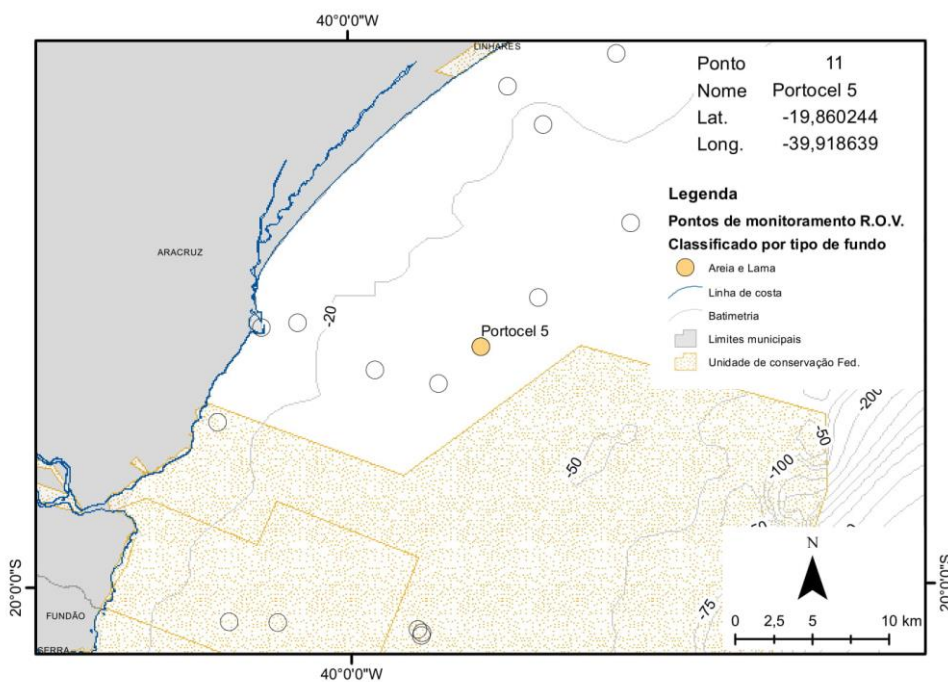 40°0'0"W
LINHARES
Ponto 11
Nome Portocel 5
Lat. -19,860244
Long. -39,918639
Legenda
Pontos de monitoramento R.O.V.
Classificado por tipo de fundo
Areia e Lama
Linha de costa
Batimetria
Limites municipais
Unidade de conservação Fed.
ARACRUZ
-20
Portocel 5
-200
-50
-50
-100
-75
20°0'0"S
20°0'0"S
FUNDÃO
SERRA
N
0 2,5 5 10 km
40°0'0"W